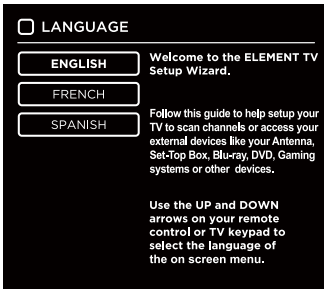 LANGUAGE
ENGLISH
FRENCH
SPANISH
Welcome to the ELEMENT TV
Setup Wizard.
Follow this guide to help setup your
TV to scan channels or access your
external devices like your Antenna,
Set-Top Box, Blu-ray, DVD, Gaming
systems or other devices.
Use the UP and DOWN
arrows on your remote
control or TV keypad to
select the language of
the on screen menu.